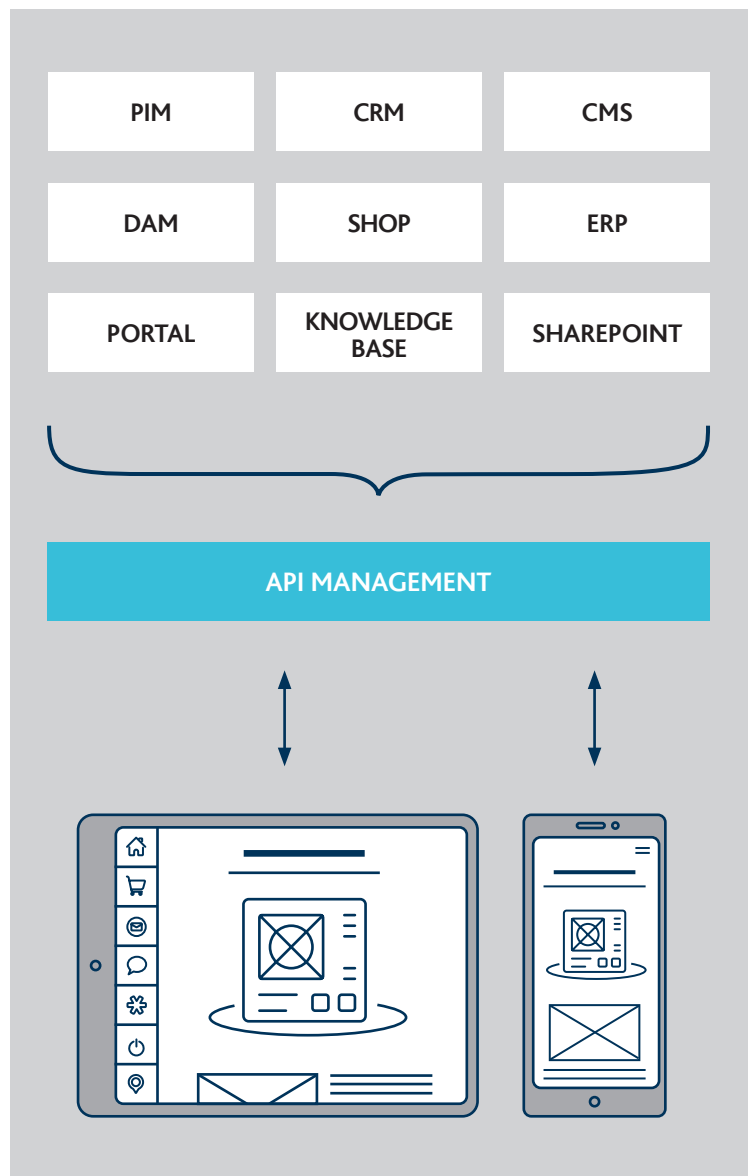 PIM
CRM
CMS
DAM
SHOP
ERP
PORTAL
KNOWLEDGE
BASE
SHAREPOINT
API MANAGEMENT